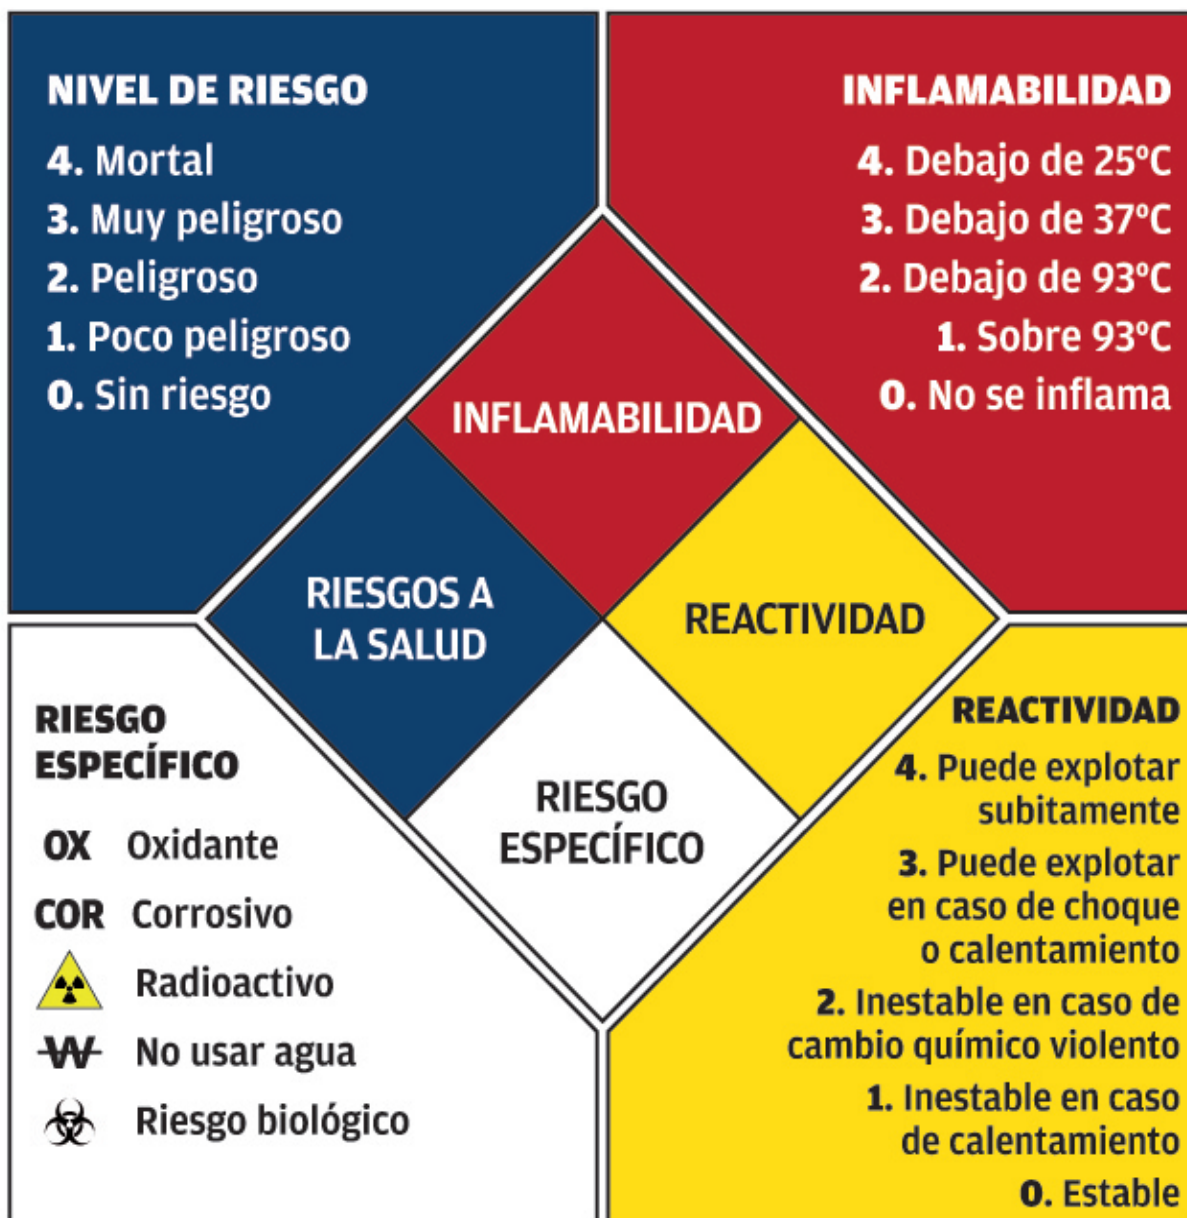 NIVEL DE RIESGO
4. Mortal
3. Muy peligroso
2. Peligroso
1. Poco peligroso
0. Sin riesgo
INFLAMABILIDAD
4. Debajo de 25ºC
3. Debajo de 37ºC
2. Debajo de 93ºC
1. Sobre 93ºC
0. No se inflama
INFLAMABILIDAD
RIESGOS A
LA SALUD
REACTIVIDAD
RIESGO
ESPECÍFICO
RIESGO
ESPECÍFICO
OX Oxidante
COR Corrosivo
Radioactivo
W No usar agua
Riesgo biológico
REACTIVIDAD
4. Puede explotar
subitamente
3. Puede explotar
en caso de choque
o calentamiento
2. Inestable en caso de
cambio químico violento
1. Inestable en caso
de calentamiento
0. Estable